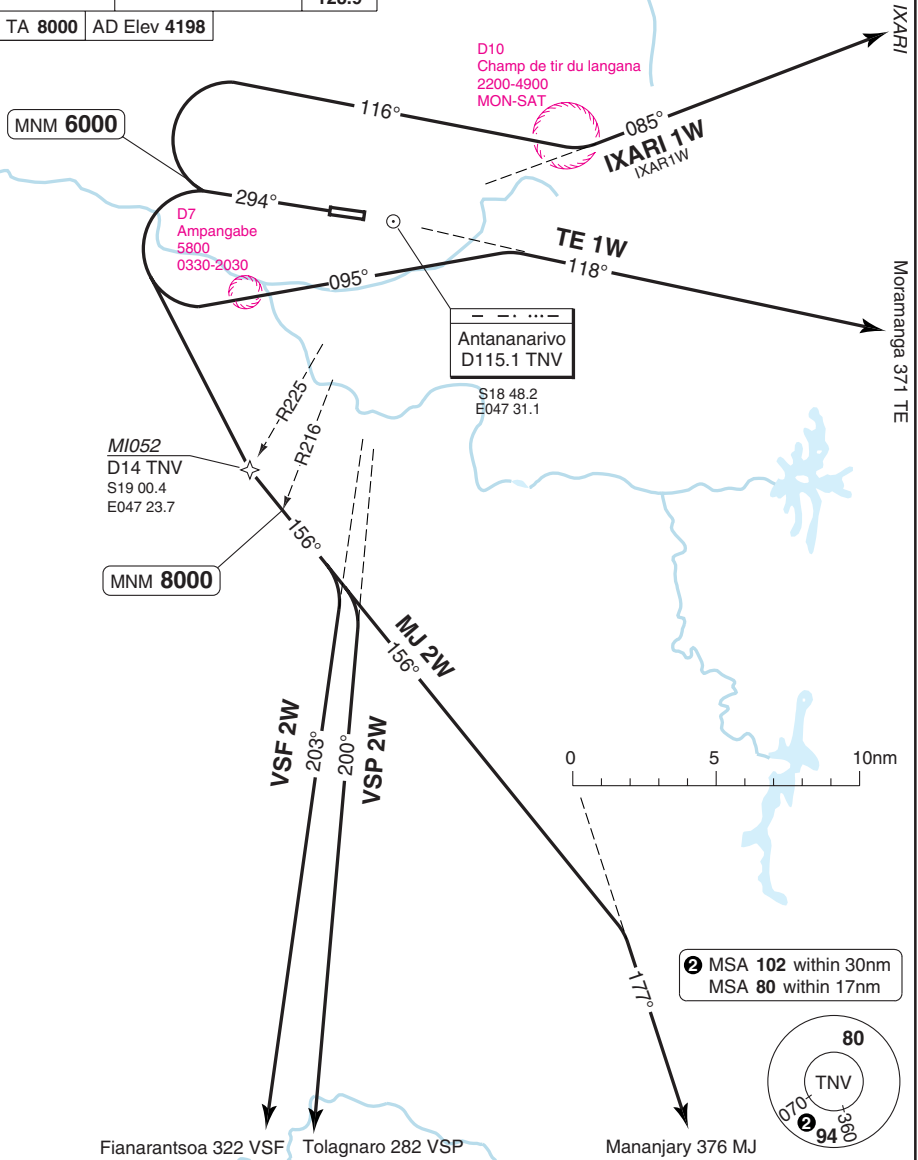 TA 8000 AD Elev 4198
IXARI
D10
Champ de tir du langana
2200-4900
MON-SAT
116°
085°
IXARI 1W
IXAR1W
MNM 6000
294°
D7
Ampangabe
5800
0330-2030
095°
TE 1W
118°
Moramanga 371 TE
Antananarivo
D115.1 TNV
S18 48.2
E047 31.1
R225
R216
MI052
D14 TNV
S19 00.4
E047 23.7
156°
MNM 8000
MJ 2W
156°
VSF 2W
203°
200°
VSP 2W
0 5 10nm
177°
2 MSA 102 within 30nm
MSA 80 within 17nm
80
TNV
070
360
2 94
Fianarantsoa 322 VSF Tolagnaro 282 VSP Mananjary 376 MJ